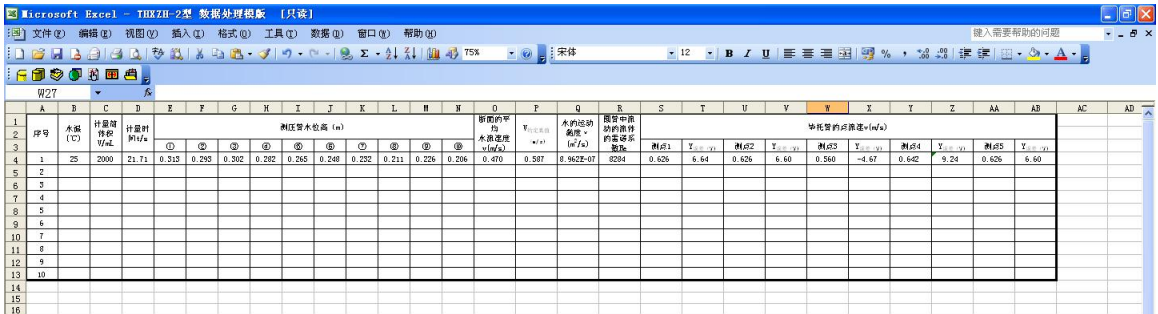 Microsoft Excel - THXZH-2型 数据处理模版 [只读]
文件(F) 编辑(E) 视图(V) 插入(I) 格式(O) 工具(T) 数据(D) 窗口(W) 帮助(H) 键入需要帮助的问题
75% 宋体 12 B I U
W27 fx
A B C D E F G H I J K L M N O P Q R S T U V W X Y Z AA AB AC AD
序号 水温(℃) 计量筒体积V/mL 计量时间t/s 测压管水位高(m) 断面的平均水流速度v(m/s) (m/s) 水的运动黏度ν(m²/s) 圆管中流动的流体的雷诺系数Re 毕托管的点流速v(m/s)
① ② ③ ④ ⑤ ⑥ ⑦ ⑧ ⑨ ⑩ 测点1 测点2 测点3 测点4 测点5
4 1 25 2000 21.71 0.313 0.293 0.302 0.282 0.265 0.248 0.232 0.211 0.226 0.206 0.470 0.587 8.962E-07 8284 0.626 6.64 0.626 6.60 0.560 -4.67 0.642 9.24 0.626 6.60
5 2
6 3
7 4
8 5
9 6
10 7
11 8
12 9
13 10
14
15
16